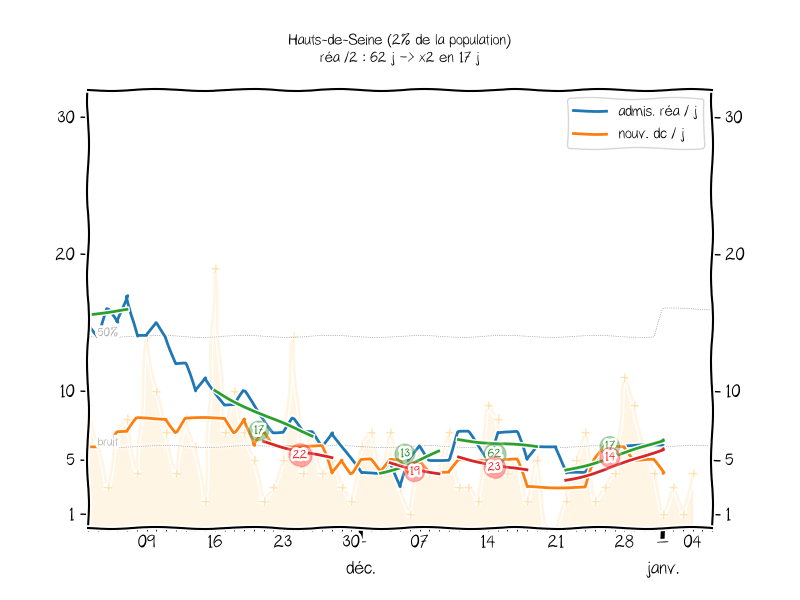 Hauts-de-Seine (2% de la population)
réa /2 : 62 j -> x2 en 17 j
admis. réa / j
nouv. dc / j
30 30
20 20
50%
10 10
bruit
17 22 13 19 62 23 17 14
5 5
1 1
09 16 23 30 07 14 21 28 04
déc. janv.